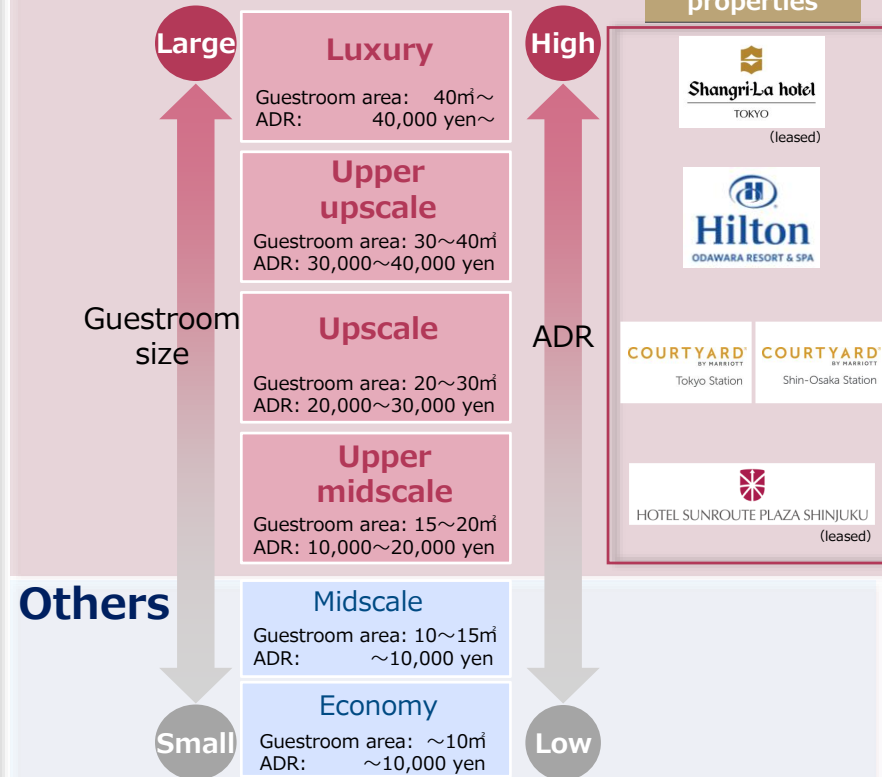 properties
Large
Luxury
Guestroom area: 40㎡～
ADR: 40,000 yen～
High
Shangri-La hotel
TOKYO
(leased)
Upper
upscale
Guestroom area: 30～40㎡
ADR: 30,000～40,000 yen
Hilton
ODAWARA RESORT & SPA
Guestroom
size
Upscale
Guestroom area: 20～30㎡
ADR: 20,000～30,000 yen
ADR
COURTYARD®
BY MARRIOTT
Tokyo Station
COURTYARD®
BY MARRIOTT
Shin-Osaka Station
Upper
midscale
Guestroom area: 15～20㎡
ADR: 10,000～20,000 yen
HOTEL SUNROUTE PLAZA SHINJUKU
(leased)
Others
Midscale
Guestroom area: 10～15㎡
ADR: ～10,000 yen
Small
Economy
Guestroom area: ～10㎡
ADR: ～10,000 yen
Low